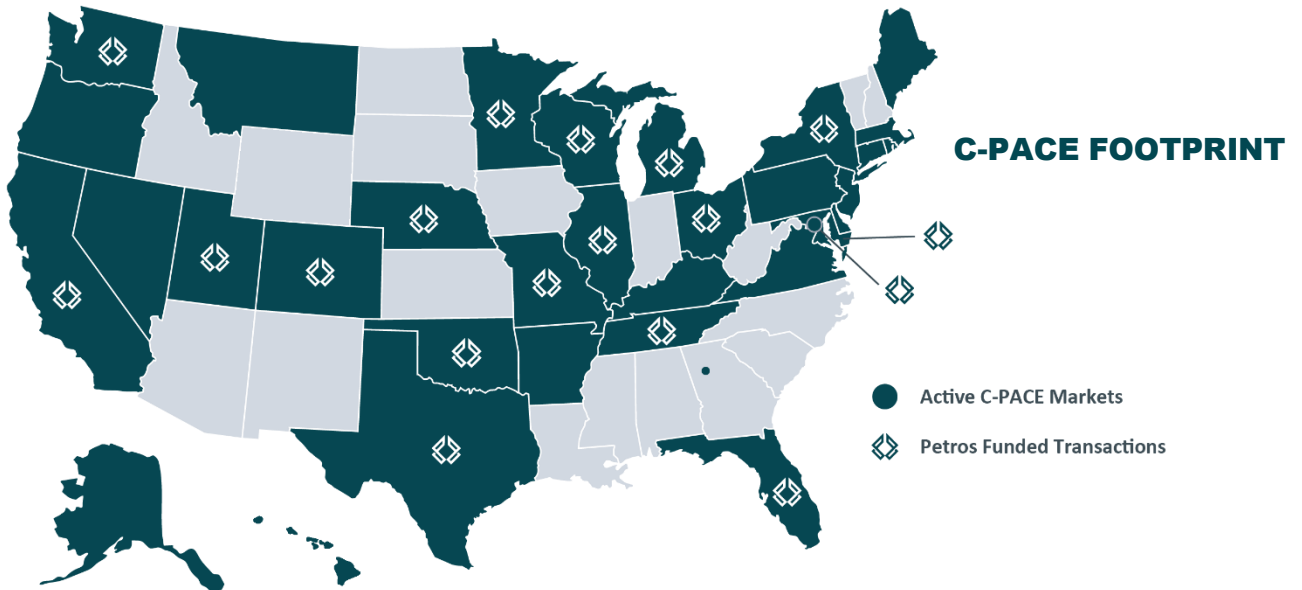 C-PACE FOOTPRINT
Active C-PACE Markets
Petros Funded Transactions